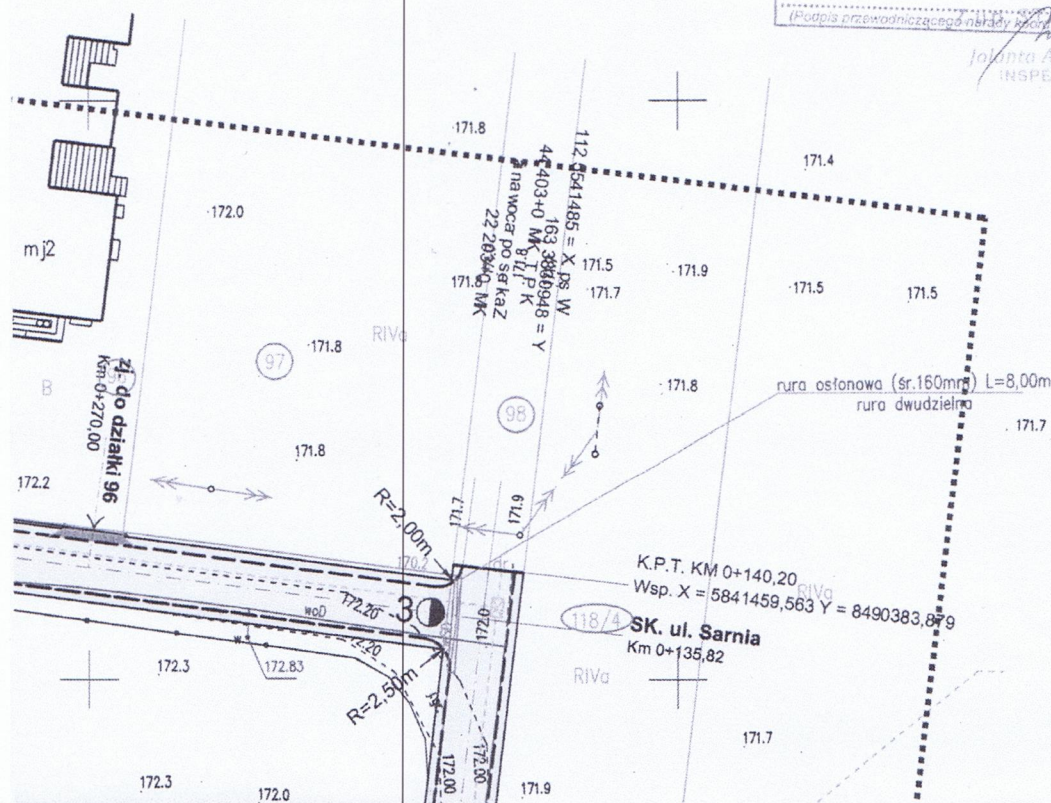 (Podpis przewodniczącego narady
Jolanta A
INSPE
171.8
171.4
172.0
mj2
171.5
171.9
171.7
171.5
171.5
RIVa
171.8
97
B
171.8
rura osłonowa (śr.160mm) L=8,00m
rura dwudzielna
98
171.7
zj. do działki 96
Km 0+270,00
171.8
172.2
R=2,00m
171.7
171.9
170.2
dr
K.P.T. KM 0+140,20
Wsp. X = 5841459,563 Y = 8490383,879
RIVa
172.20
woD
3
172.0
118/4
SK. ul. Sarnia
Km 0+135,82
w
172.3
172.83
R=2,50m
RIVa
171.7
172.3
172.0
172.00
172.00
171.9